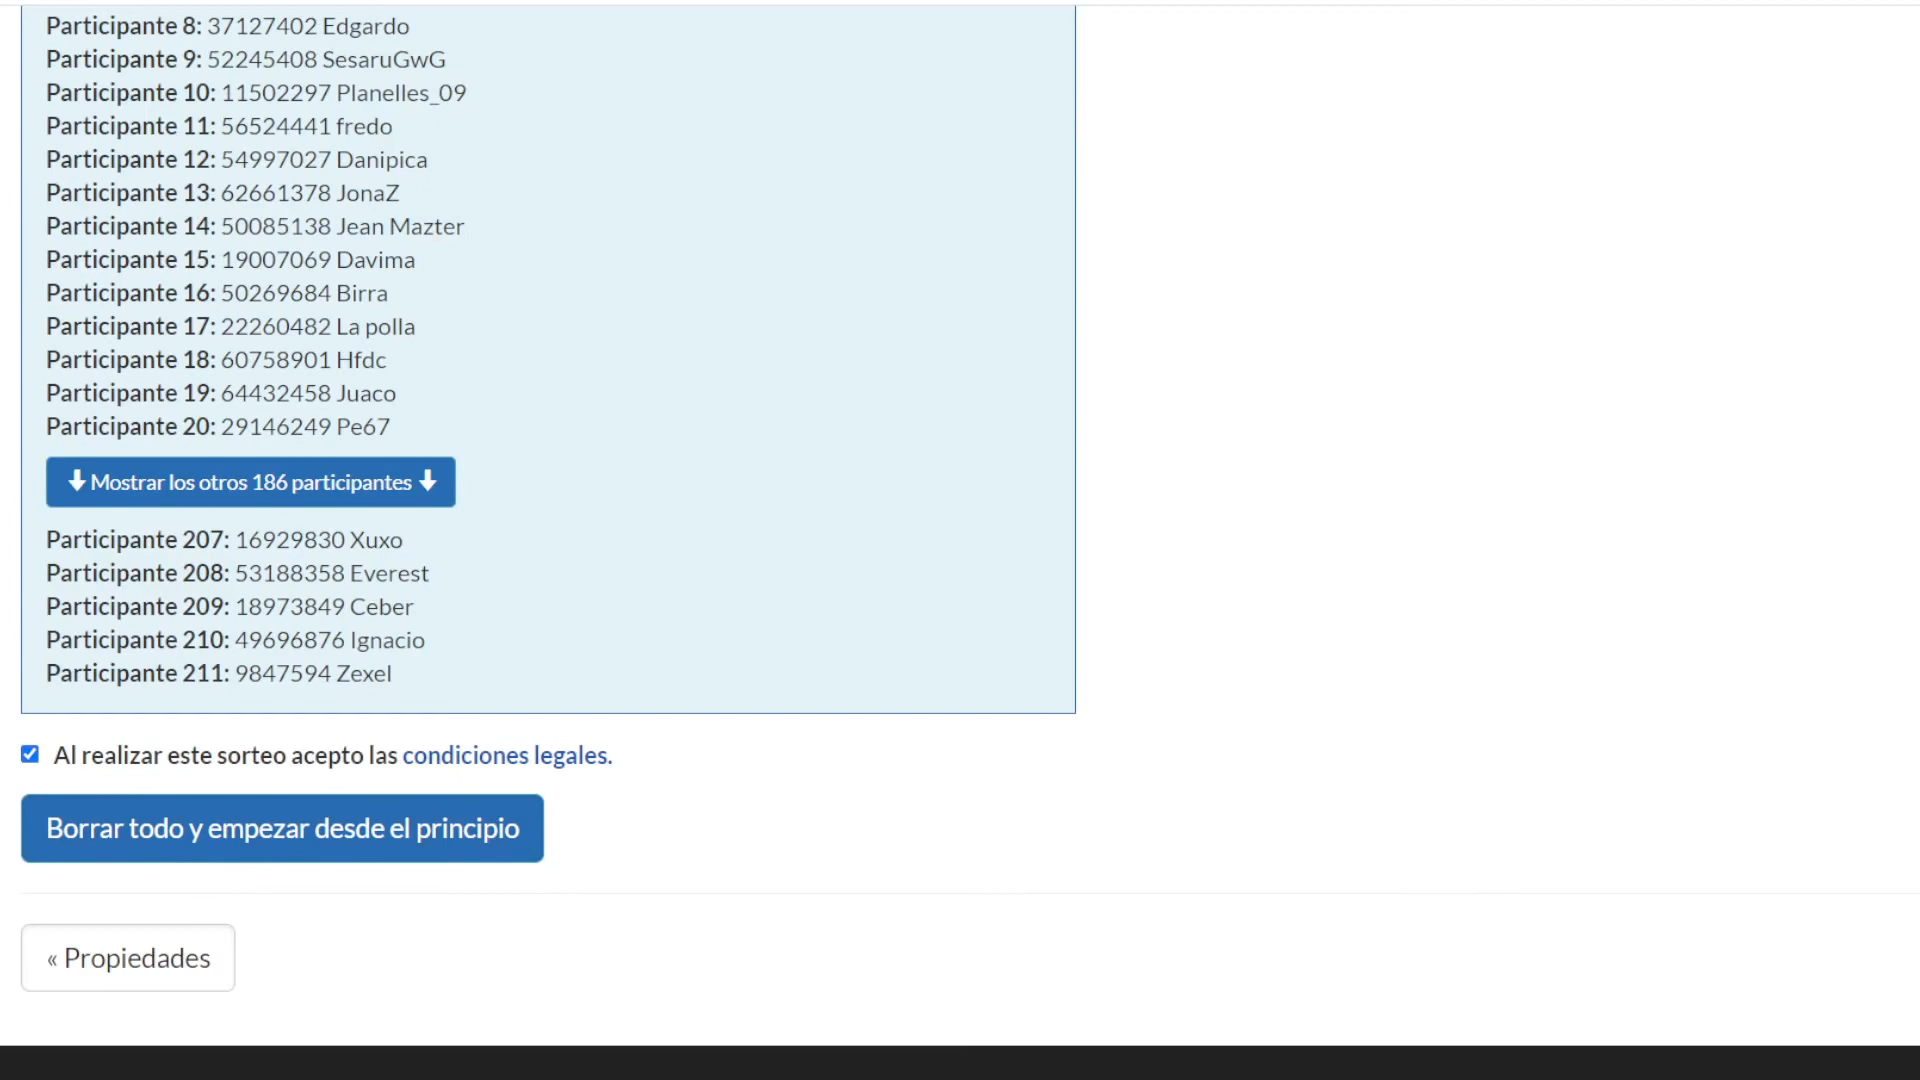 Participante 8: 37127402 Edgardo
Participante 9: 52245408 SesaruGwG
Participante 10: 11502297 Planelles_09
Participante 11: 56524441 fredo
Participante 12: 54997027 Danipica
Participante 13: 62661378 JonaZ
Participante 14: 50085138 Jean Mazter
Participante 15: 19007069 Davima
Participante 16: 50269684 Birra
Participante 17: 22260482 La polla
Participante 18: 60758901 Hfdc
Participante 19: 64432458 Juaco
Participante 20: 29146249 Pe67
Mostrar los otros 186 participantes
Participante 207: 16929830 Xuxo
Participante 208: 53188358 Everest
Participante 209: 18973849 Ceber
Participante 210: 49696876 Ignacio
Participante 211: 9847594 Zexel
Al realizar este sorteo acepto las condiciones legales.
Borrar todo y empezar desde el principio
« Propiedades